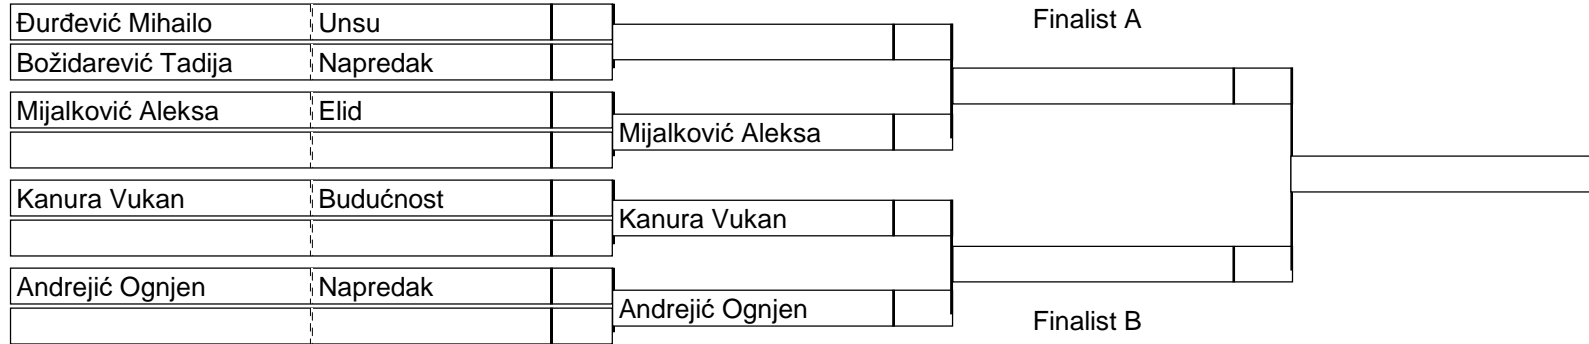 Đurđević Mihailo Unsu
Božidarević Tadija Napredak
Mijalković Aleksa Elid
Kanura Vukan Budućnost
Andrejić Ognjen Napredak
Mijalković Aleksa
Kanura Vukan
Andrejić Ognjen
Finalist A
Finalist B